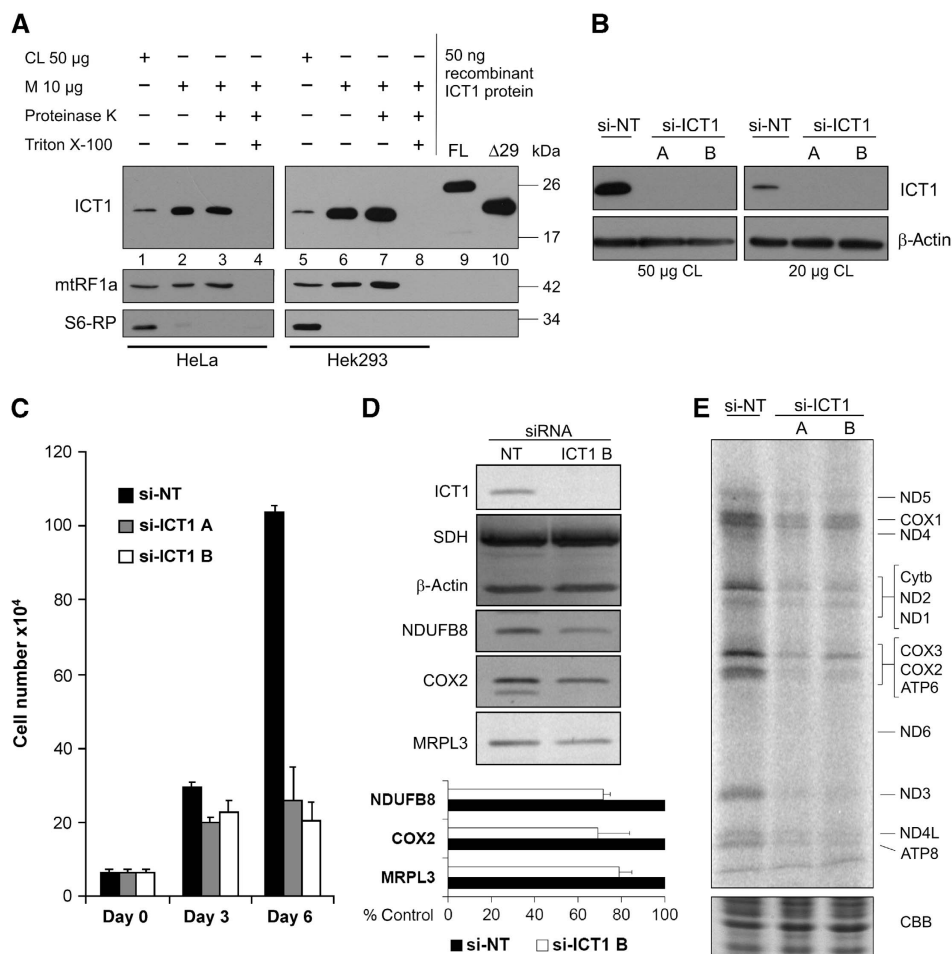 A
CL 50 µg + – – – + – – –
M 10 µg – + + + – + + +
Proteinase K – – + + – – + +
Triton X-100 – – – + – – – +
50 ng
recombinant
ICT1 protein
FL Δ29 kDa
ICT1
26
17
1 2 3 4 5 6 7 8 9 10
mtRF1a
42
S6-RP
34
HeLa Hek293
B
si-NT si-ICT1 si-NT si-ICT1
A B A B
ICT1
β-Actin
50 µg CL 20 µg CL
C
Cell number x10⁴
120
100
80
60
40
20
0
si-NT
si-ICT1 A
si-ICT1 B
Day 0 Day 3 Day 6
D
siRNA
NT ICT1 B
ICT1
SDH
β-Actin
NDUFB8
COX2
MRPL3
NDUFB8
COX2
MRPL3
% Control 0 20 40 60 80 100
si-NT si-ICT1 B
E
si-NT si-ICT1
A B
ND5
COX1
ND4
Cytb
ND2
ND1
COX3
COX2
ATP6
ND6
ND3
ND4L
ATP8
CBB